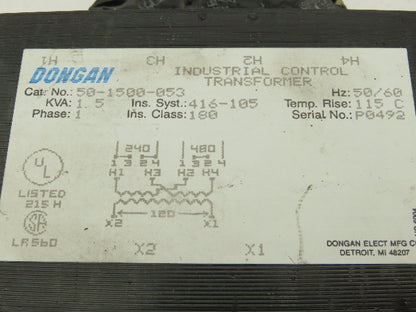 H1 H3 H2 H4
DONGAN INDUSTRIAL CONTROL
TRANSFORMER
Cat. No.: 50-1500-053 Hz: 50/60
KVA: 1.5 Ins. Syst.: 416-105 Temp. Rise: 115 C
Phase: 1 Ins. Class: 180 Serial No.: P0492
240 480
1 3 2 4 1 3 2 4
H1 H3 H2 H4
120
X2 X1
UL
LISTED
215 H
SA
LR560
X2 X1
DONGAN ELECT MFG CO
DETROIT, MI 48207